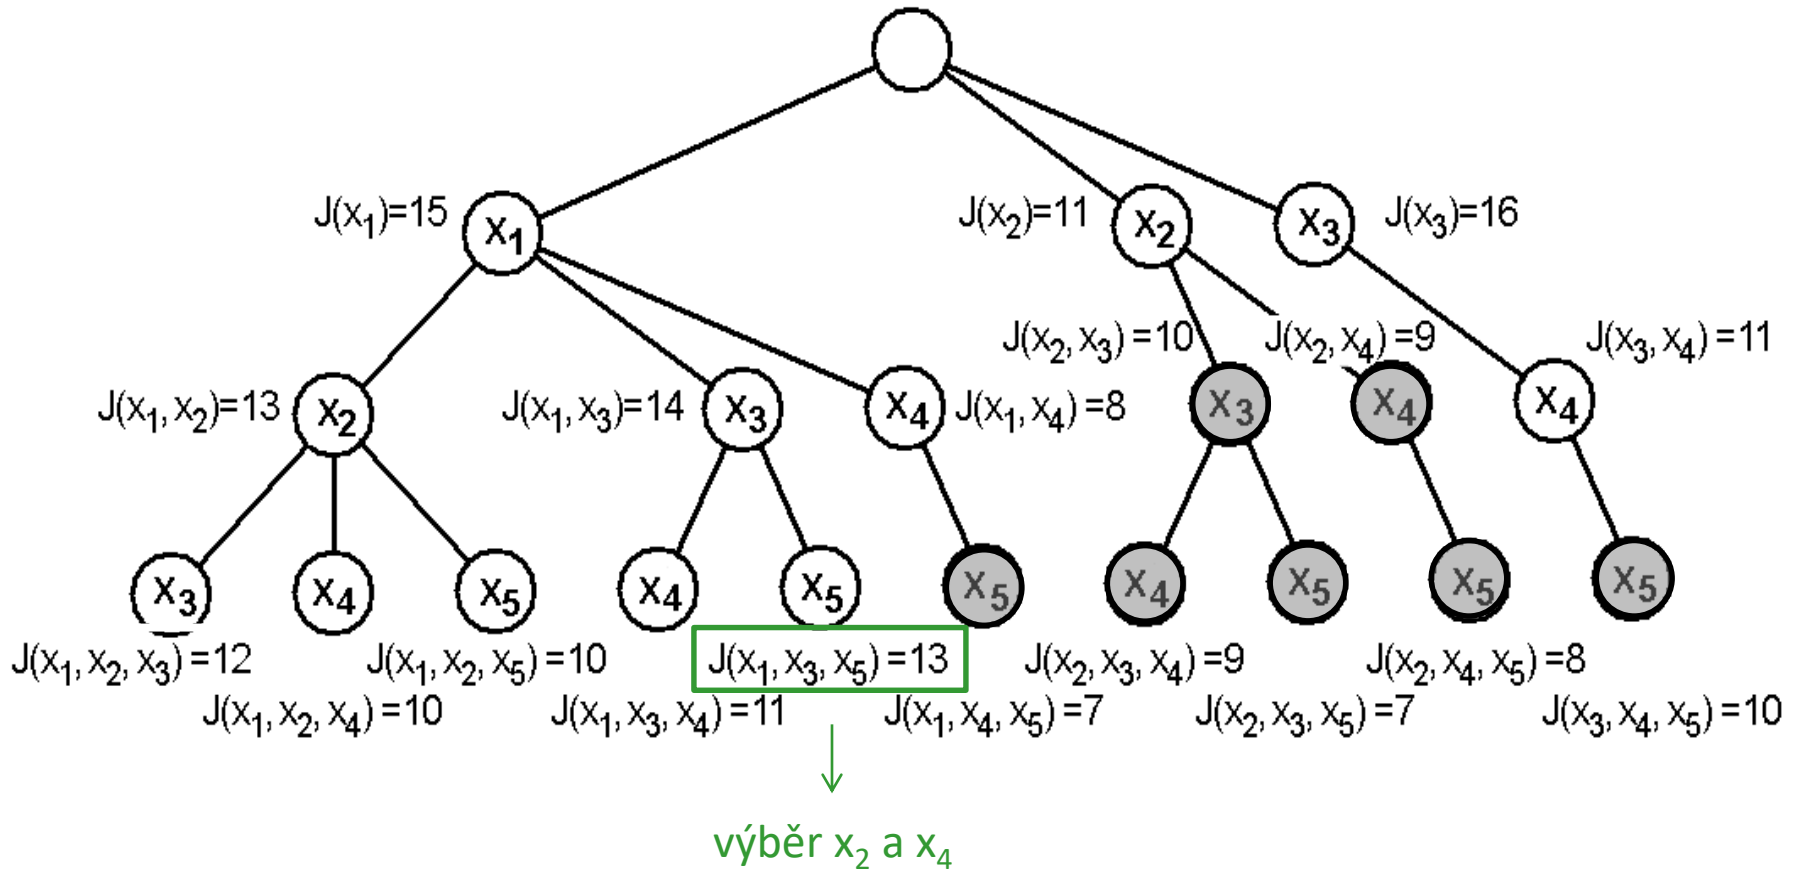 J(x₁)=15
x₁
J(x₂)=11
x₂
x₃
J(x₃)=16
J(x₂, x₃) =10
J(x₂, x₄) =9
J(x₃, x₄) =11
J(x₁, x₂)=13
x₂
J(x₁, x₃)=14
x₃
x₄
J(x₁, x₄) =8
x₃
x₄
x₄
x₃
x₄
x₅
x₄
x₅
x₅
x₄
x₅
x₅
x₅
J(x₁, x₂, x₃) =12
J(x₁, x₂, x₅) =10
J(x₁, x₃, x₅) =13
J(x₂, x₃, x₄) =9
J(x₂, x₄, x₅) =8
J(x₁, x₂, x₄) =10
J(x₁, x₃, x₄) =11
J(x₁, x₄, x₅) =7
J(x₂, x₃, x₅) =7
J(x₃, x₄, x₅) =10
výběr x₂ a x₄